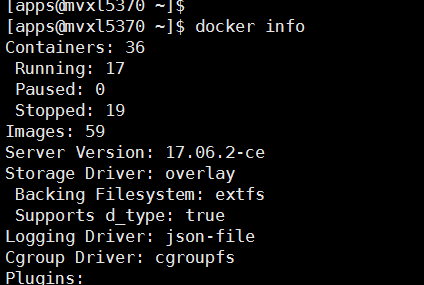 [apps@mvxl5370 ~]$
[apps@mvxl5370 ~]$ docker info
Containers: 36
 Running: 17
 Paused: 0
 Stopped: 19
Images: 59
Server Version: 17.06.2-ce
Storage Driver: overlay
 Backing Filesystem: extfs
 Supports d_type: true
Logging Driver: json-file
Cgroup Driver: cgroupfs
Plugins: